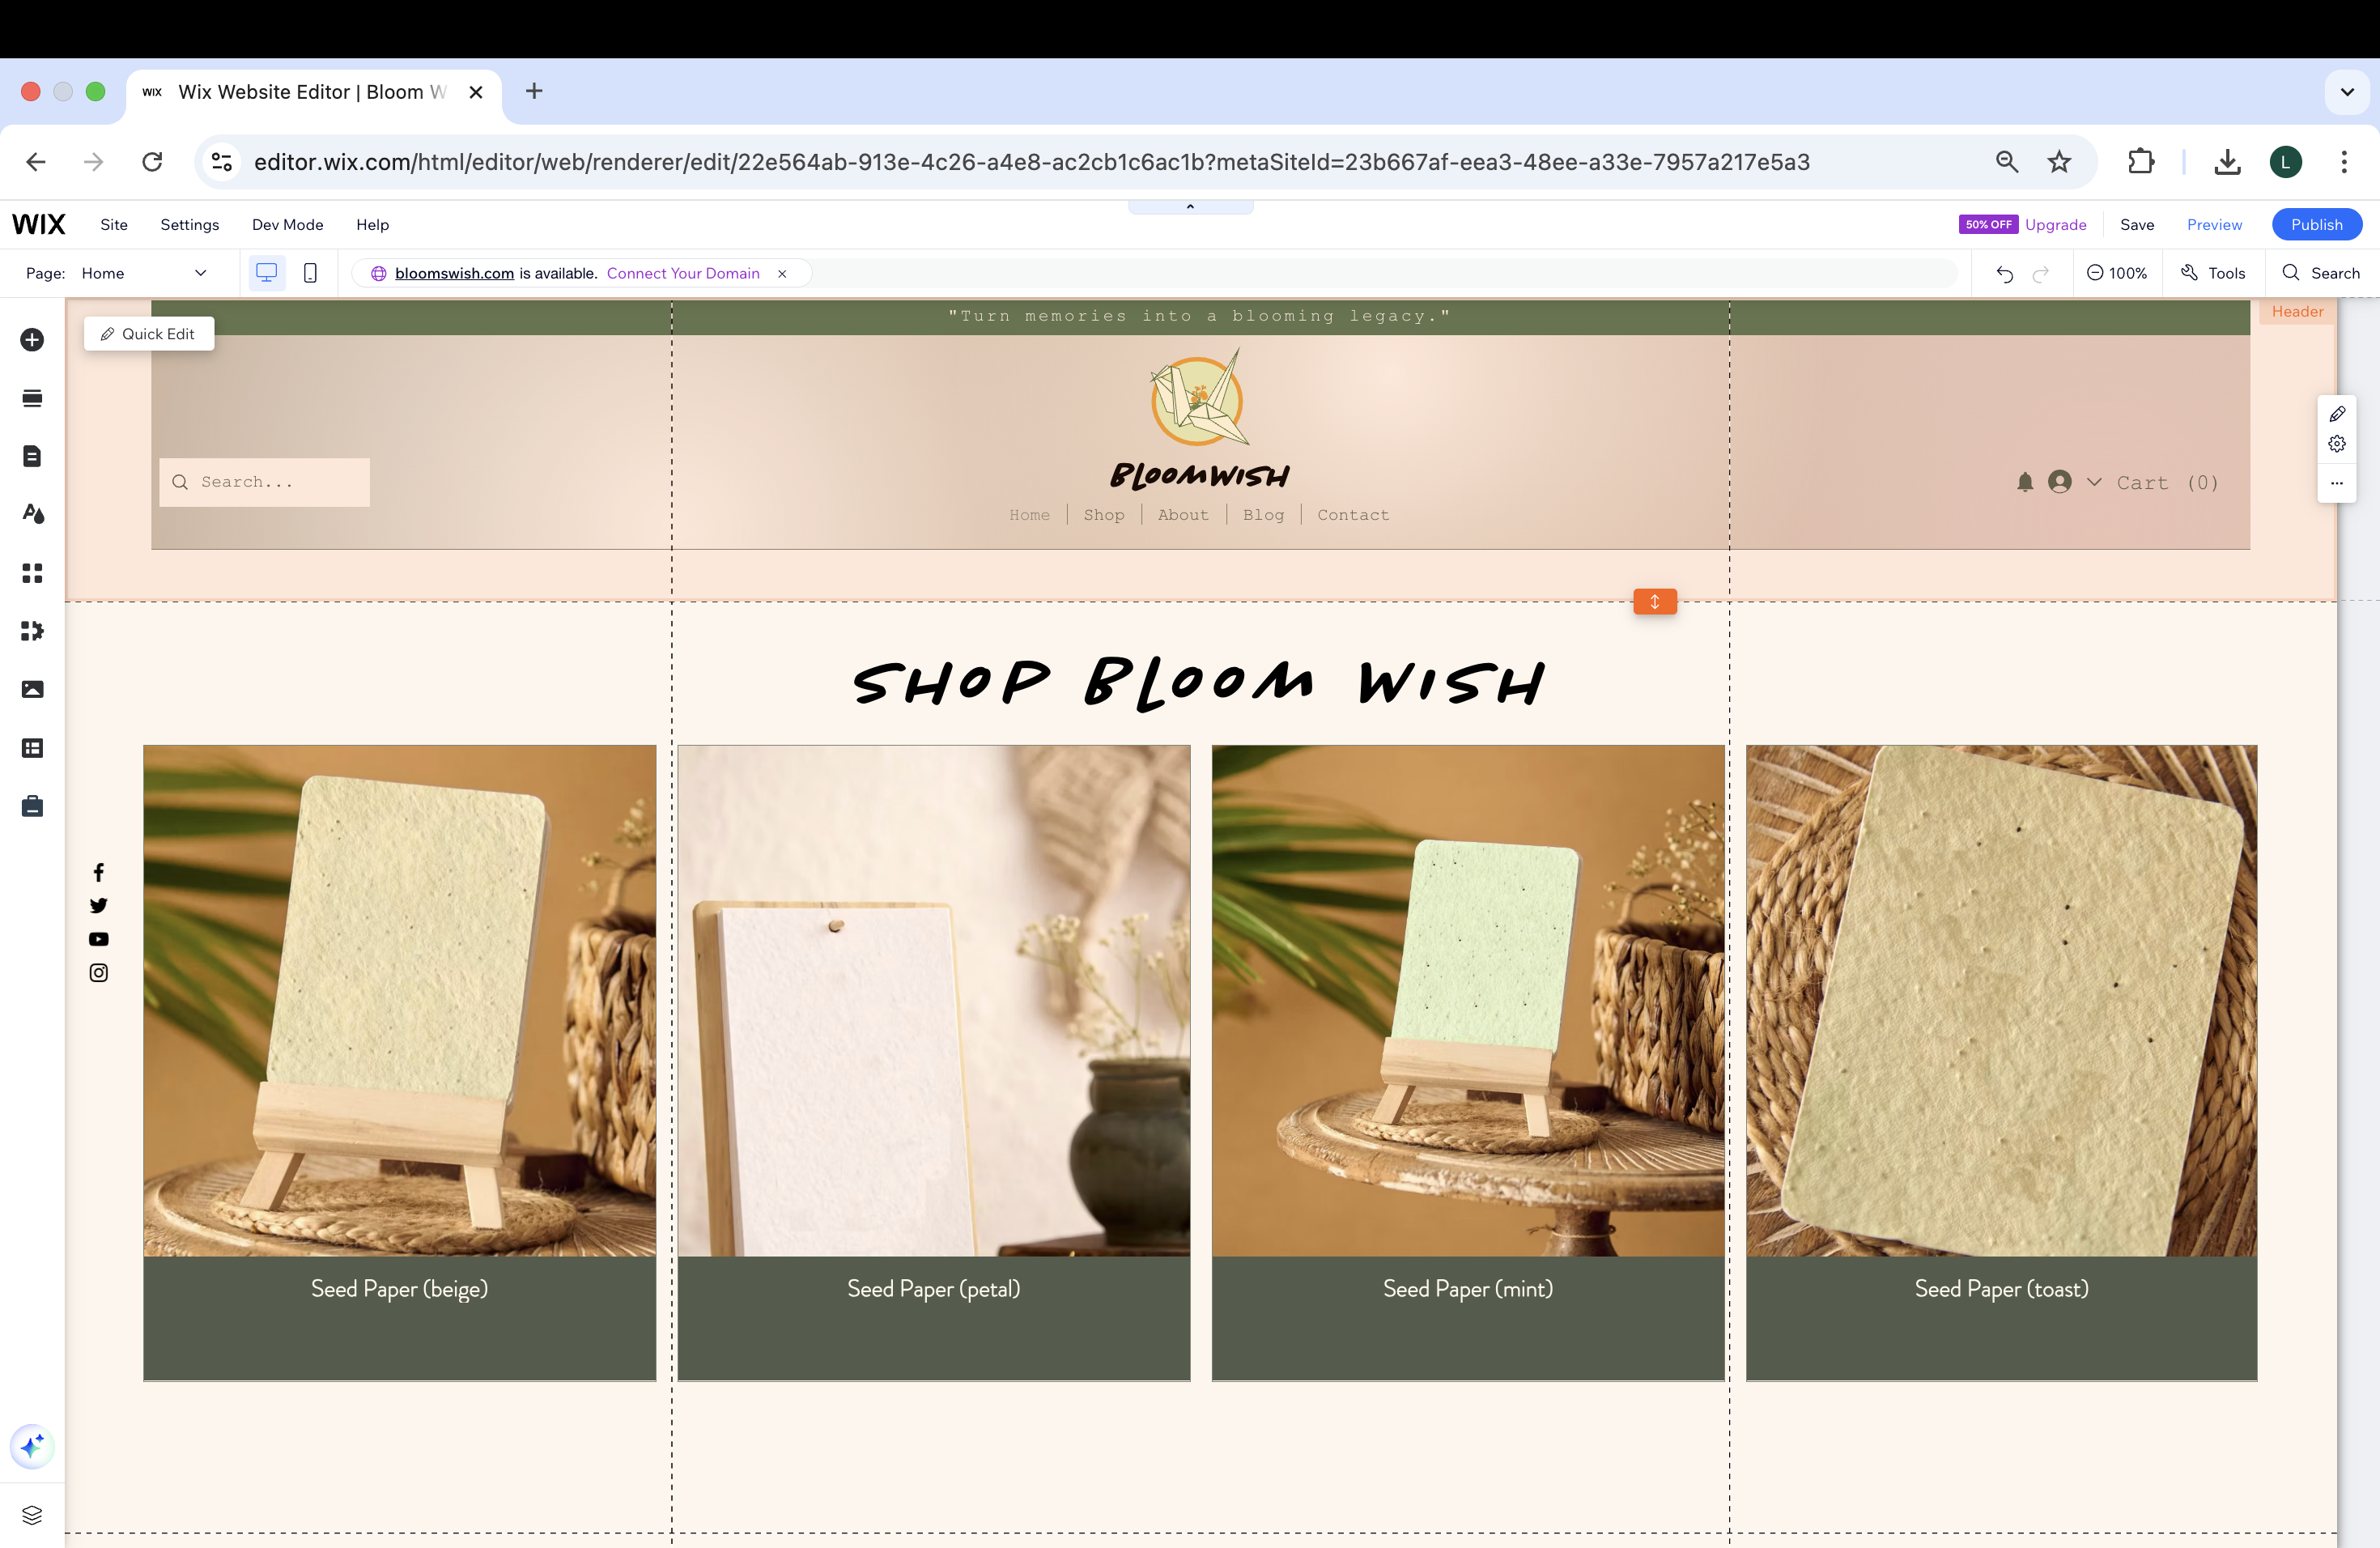 WIX Wix Website Editor | Bloom W
editor.wix.com/html/editor/web/renderer/edit/22e564ab-913e-4c26-a4e8-ac2cb1c6ac1b?metaSiteId=23b667af-eea3-48ee-a33e-7957a217e5a3
L
WIX Site Settings Dev Mode Help 50% OFF Upgrade Save Preview Publish
Page: Home bloomswish.com is available. Connect Your Domain 100% Tools Search
"Turn memories into a blooming legacy."
Header
Quick Edit
BLOOMWISH
Search...
Cart (0)
Home Shop About Blog Contact
SHOP BLOOM WISH
Seed Paper (beige) Seed Paper (petal) Seed Paper (mint) Seed Paper (toast)